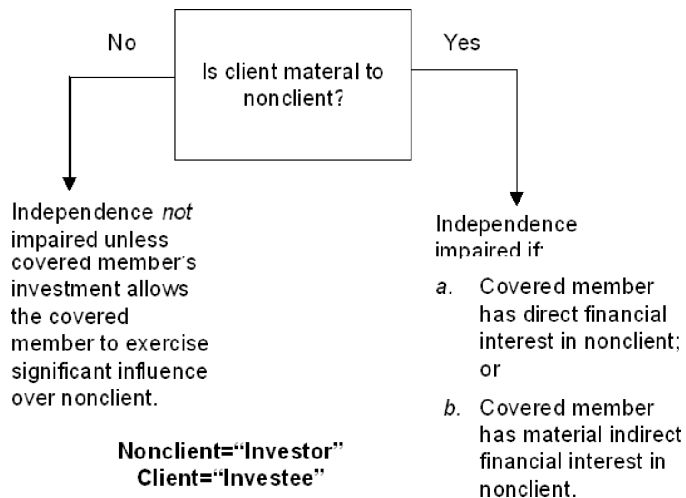 No
Yes
Is client materal to
nonclient?
Independence not
impaired unless
covered member's
investment allows
the covered
member to exercise
significant influence
over nonclient.
Independence
impaired if:
a. Covered member
has direct financial
interest in nonclient;
or
b. Covered member
has material indirect
financial interest in
nonclient.
Nonclient=“Investor”
Client=“Investee”